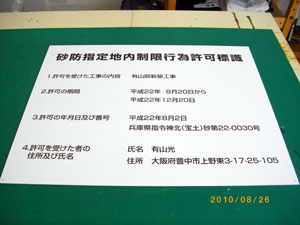 砂防指定地内制限行為許可標識
1.許可を受けた工事の内容 有山邸新築工事
2.許可の期間 平成22年 8月20日から
平成22年12月20日
3.許可の年月日及び番号 平成22年8月2日
兵庫県指令神北(宝土)砂第22-0030号
4.許可を受けた者の 氏名 有山光
住所及び氏名 住所 大阪府豊中市上野東3-17-25-105
2010/08/26